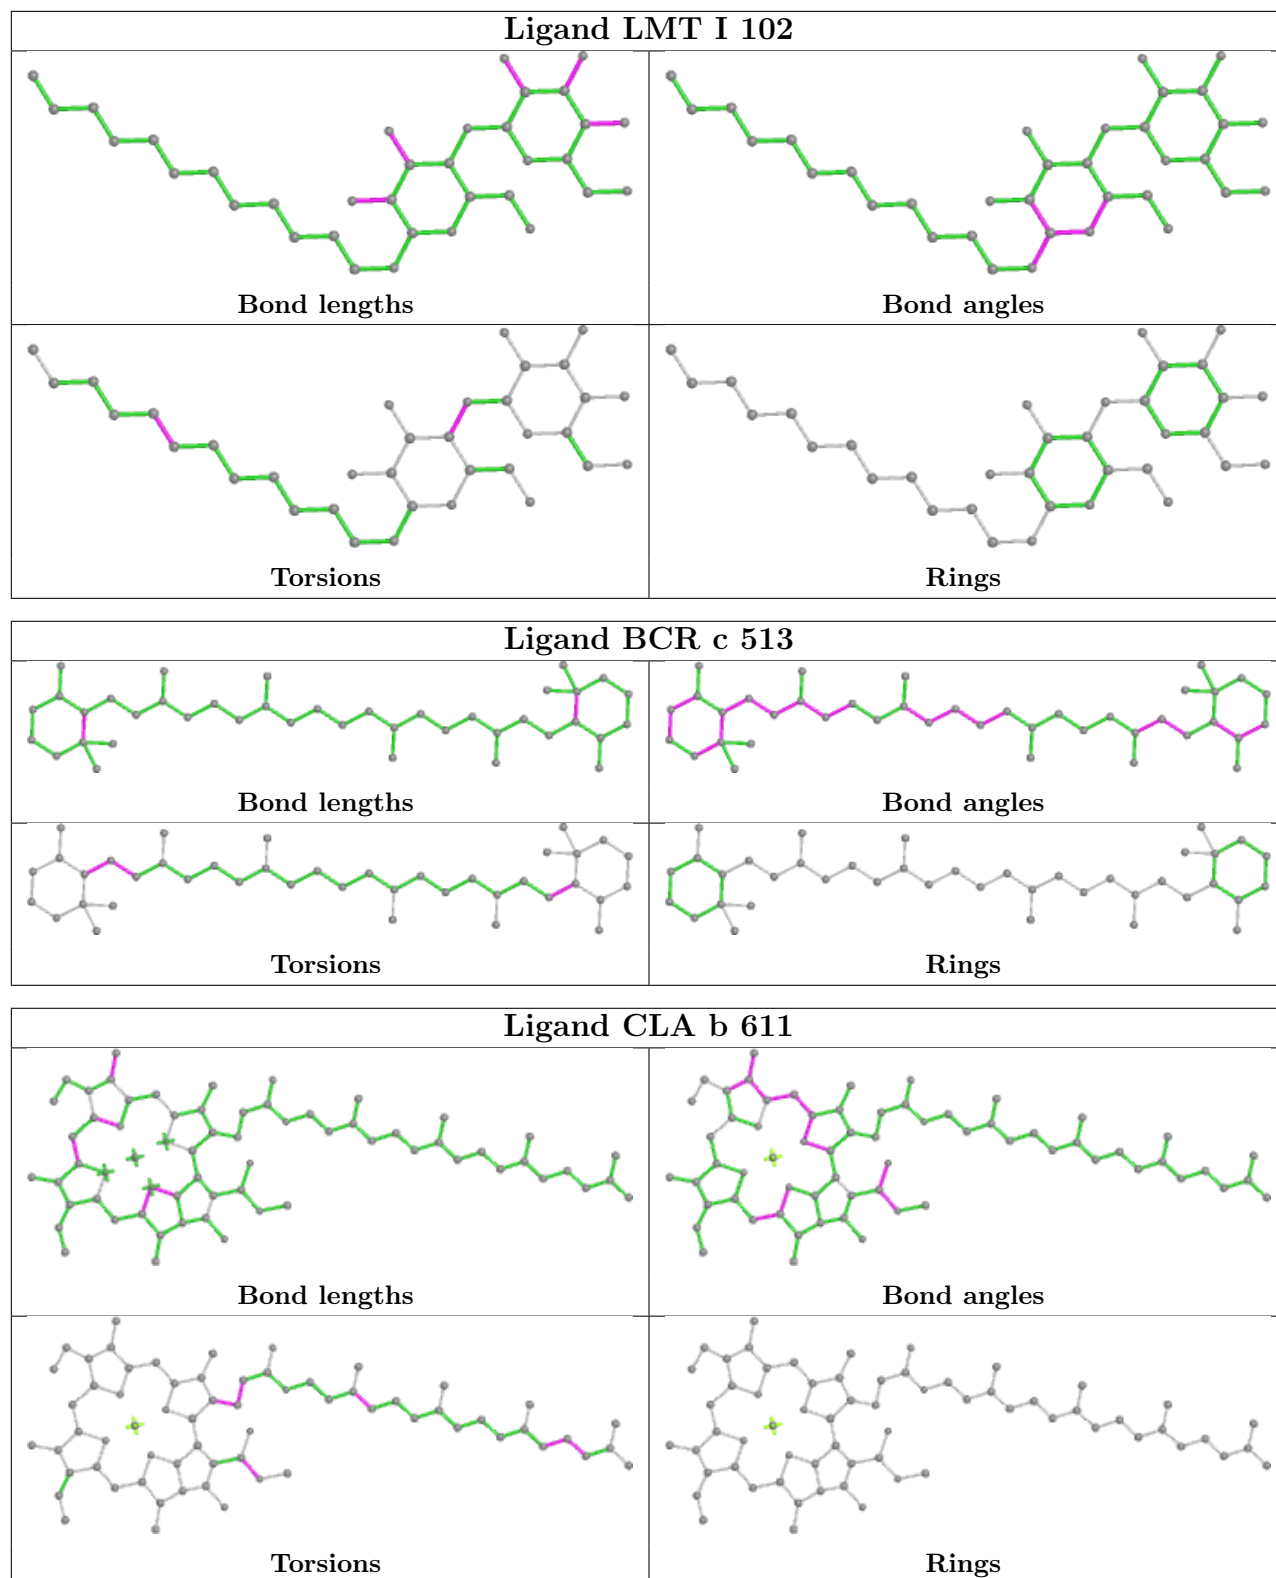 Ligand LMT I 102
Bond lengths
Bond angles
Torsions
Rings
Ligand BCR c 513
Bond lengths
Bond angles
Torsions
Rings
Ligand CLA b 611
Bond lengths
Bond angles
Torsions
Rings